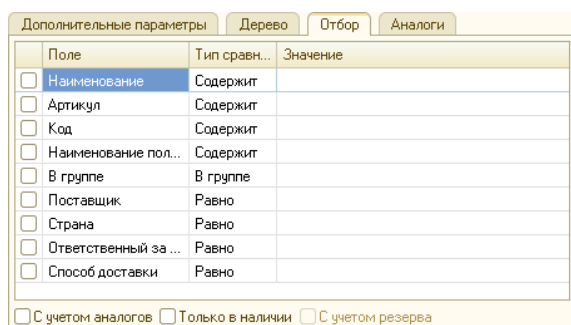 Дополнительные параметры Дерево Отбор Аналоги
Поле Тип сравн... Значение
Наименование Содержит
Артикул Содержит
Код Содержит
Наименование пол... Содержит
В группе В группе
Поставщик Равно
Страна Равно
Ответственный за ... Равно
Способ доставки Равно
С учетом аналогов Только в наличии С учетом резерва